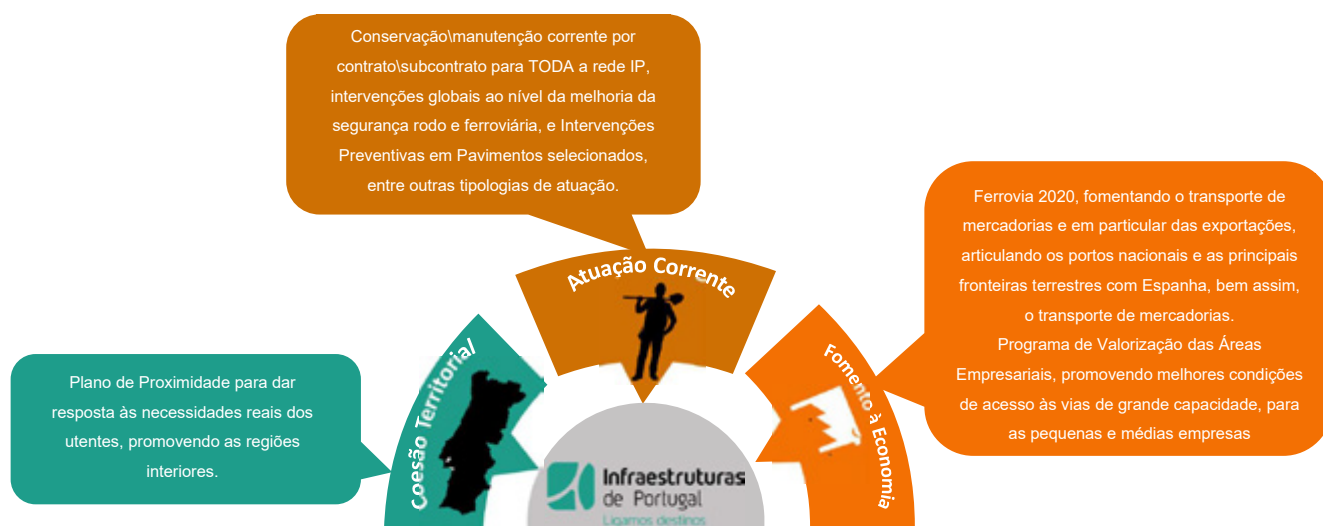 Conservação\manutenção corrente por
contrato\subcontrato para TODA a rede IP,
intervenções globais ao nível da melhoria da
segurança rodo e ferroviária, e Intervenções
Preventivas em Pavimentos selecionados,
entre outras tipologias de atuação.
Ferrovia 2020, fomentando o transporte de
mercadorias e em particular das exportações,
articulando os portos nacionais e as principais
fronteiras terrestres com Espanha, bem assim,
o transporte de mercadorias.
Programa de Valorização das Áreas
Empresariais, promovendo melhores condições
de acesso às vias de grande capacidade, para
as pequenas e médias empresas
Plano de Proximidade para dar
resposta às necessidades reais dos
utentes, promovendo as regiões
interiores.
Coesão Territorial
Atuação Corrente
Fomento à Economia
Infraestruturas
de Portugal
Ligamos destinos